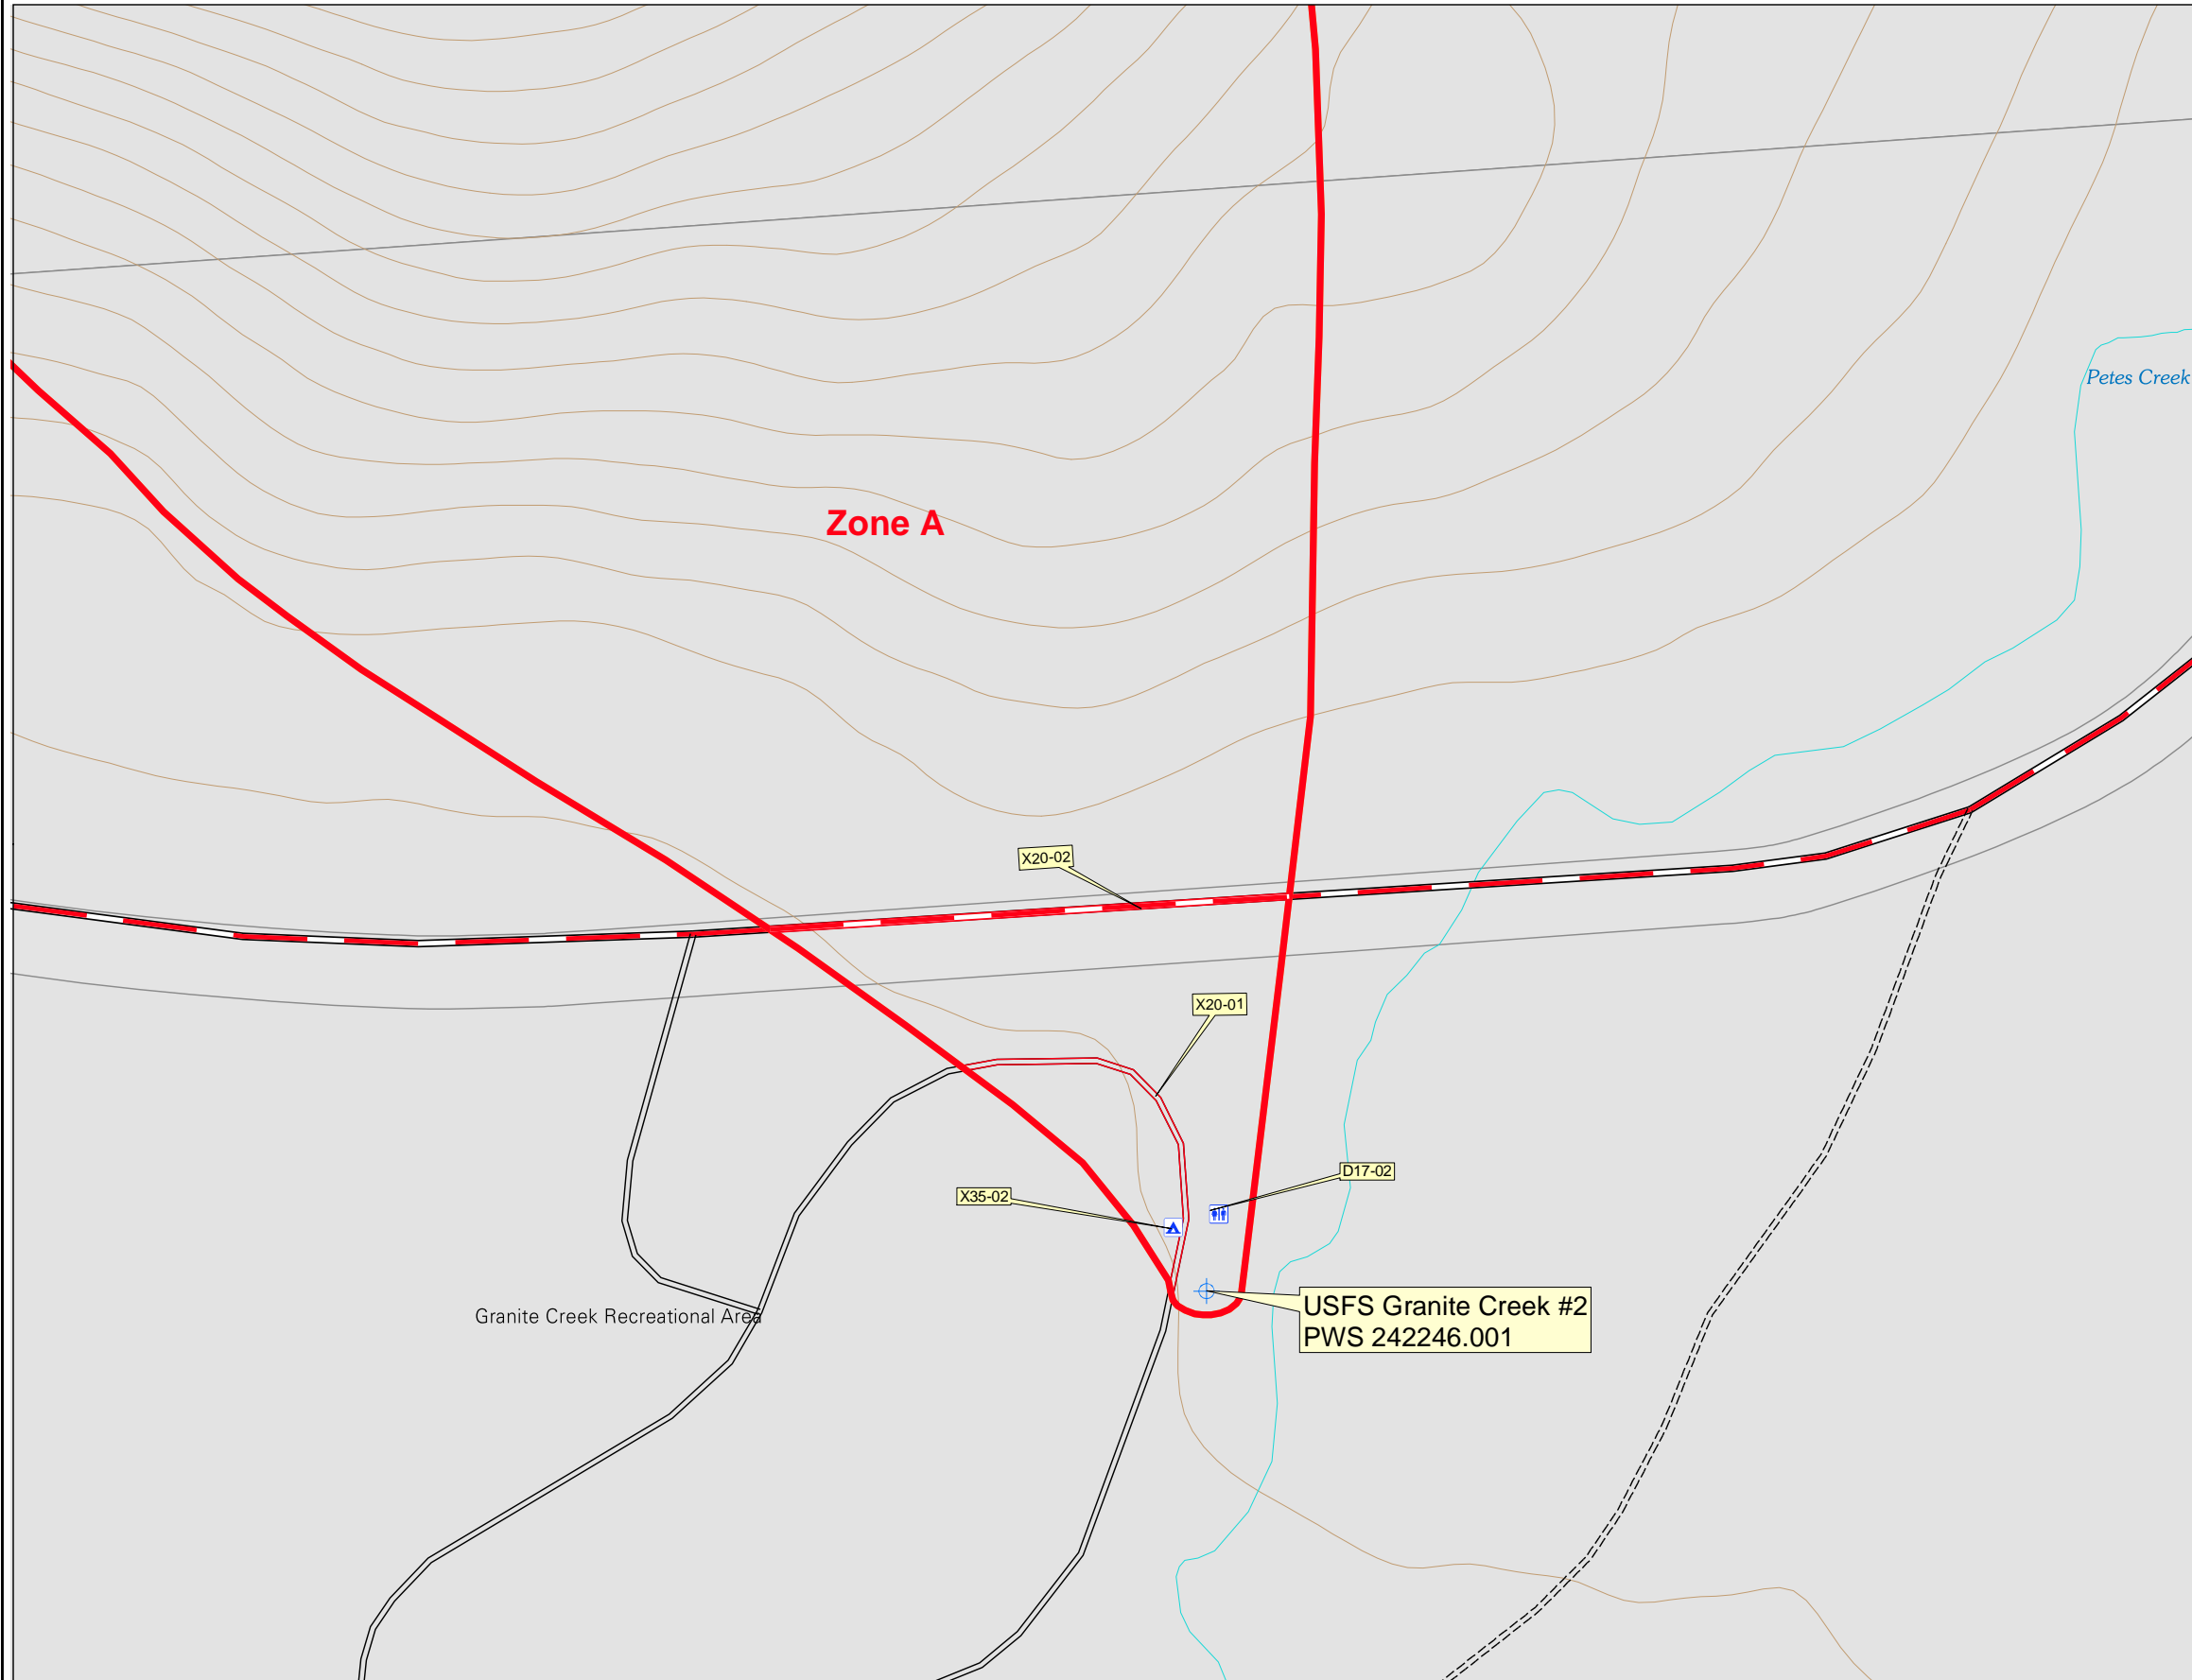 Petes Creek
Zone A
X20-02
X20-01
D17-02
X35-02
USFS Granite Creek #2
PWS 242246.001
Granite Creek Recreational Area